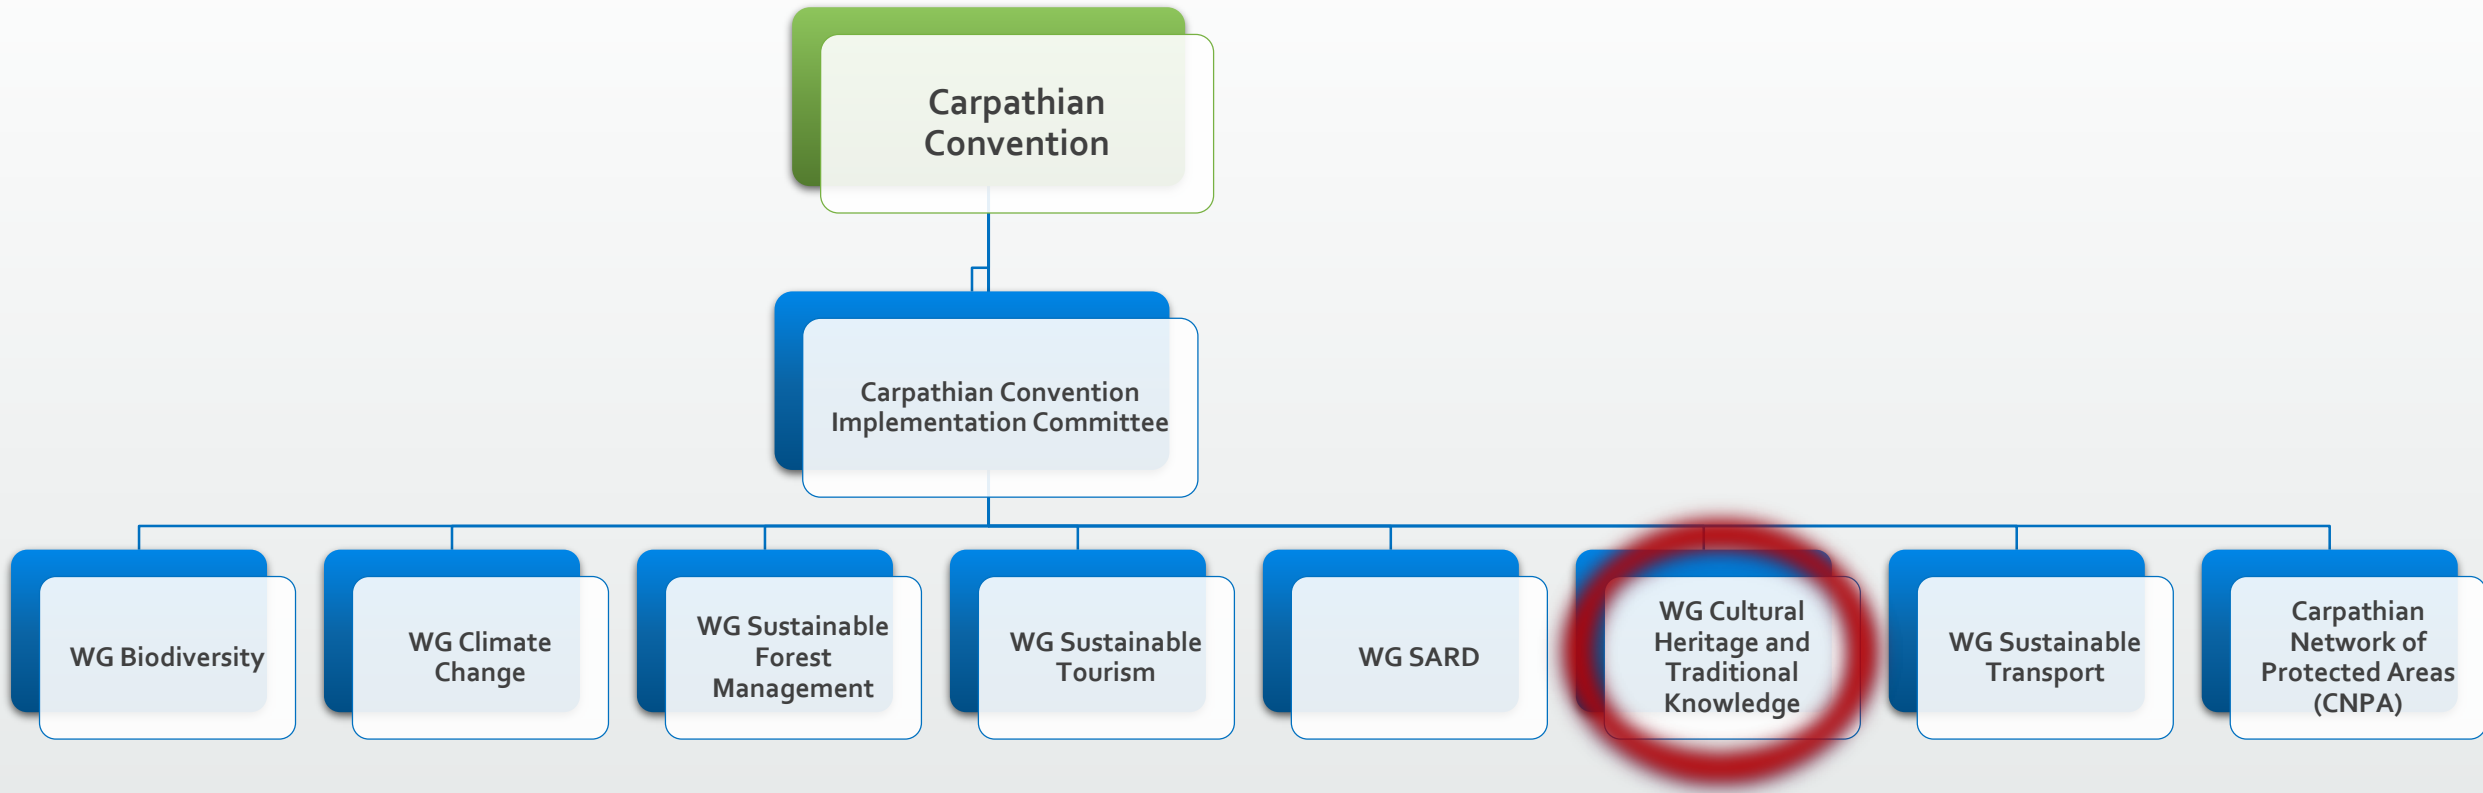 Carpathian
Convention
Carpathian Convention
Implementation Committee
WG Biodiversity
WG Climate
Change
WG Sustainable
Forest
Management
WG Sustainable
Tourism
WG SARD
WG Cultural
Heritage and
Traditional
Knowledge
WG Sustainable
Transport
Carpathian
Network of
Protected Areas
(CNPA)